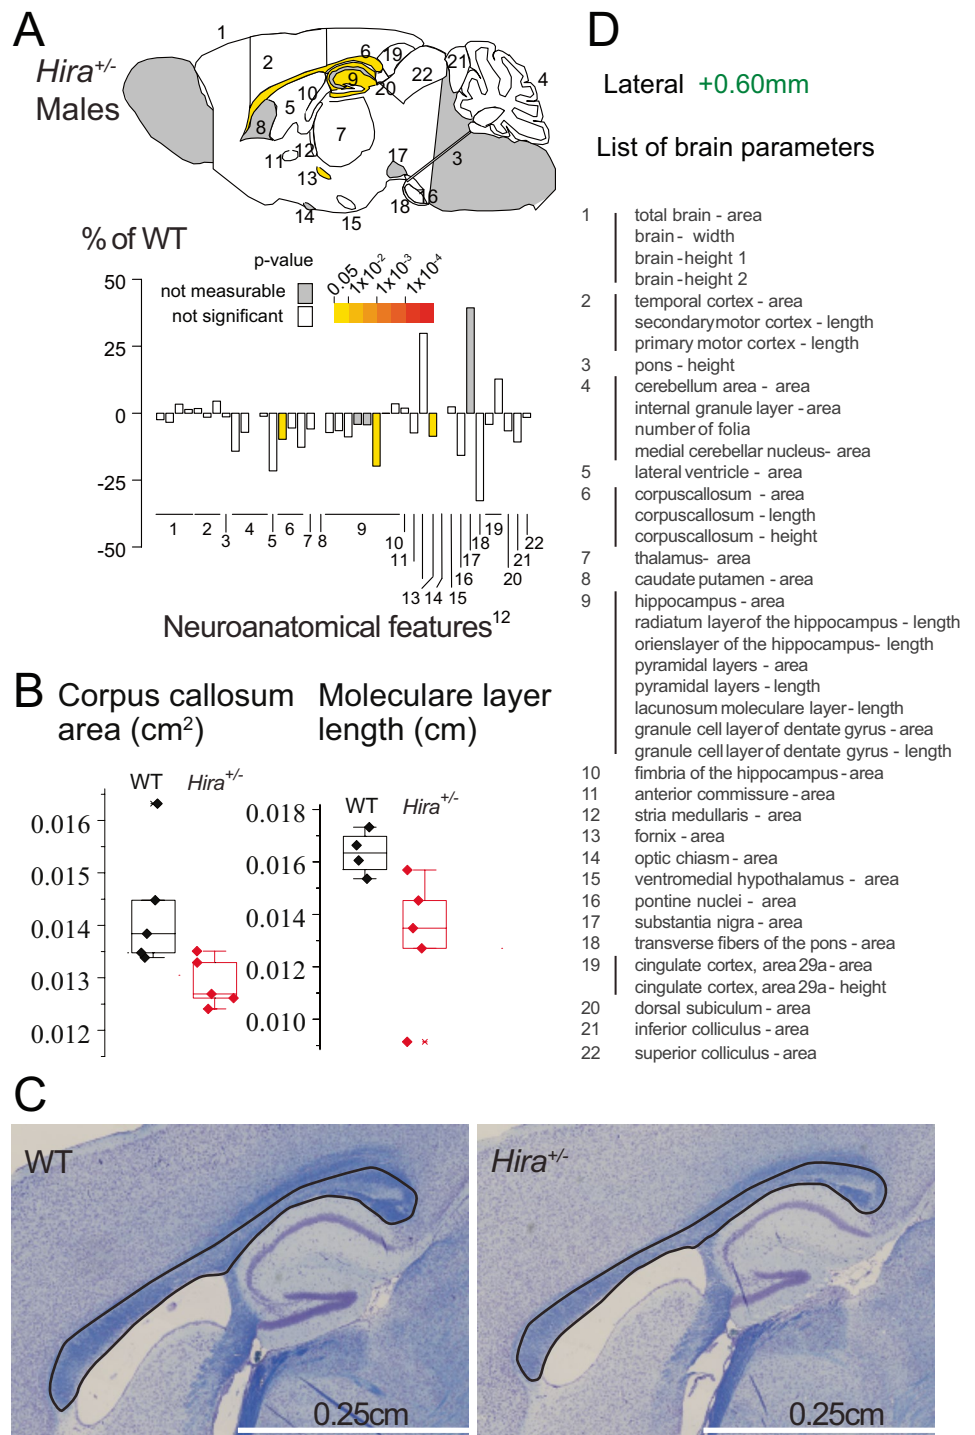 A
Hira+/-
Males
1
2
6
19
21
22
4
9
20
10
5
8
7
12
11
17
3
13
16
18
14
15
% of WT
p-value
not measurable
not significant
0.05
1x10-2
1x10-3
1x10-4
50
25
0
-25
-50
1
2
3
4
5
6
7
8
9
10
11
13
14
15
16
17
18
19
20
21
22
Neuroanatomical features12
B
Corpus callosum
area (cm2)
WT
Hira+/-
0.016
0.015
0.014
0.013
0.012
Moleculare layer
length (cm)
WT
Hira+/-
0.018
0.016
0.014
0.012
0.010
C
WT
0.25cm
Hira+/-
0.25cm
D
Lateral +0.60mm
List of brain parameters
1 total brain - area
brain - width
brain - height 1
brain - height 2
2 temporal cortex - area
secondarymotor cortex - length
primary motor cortex - length
3 pons - height
4 cerebellum area - area
internal granule layer - area
number of folia
medial cerebellar nucleus- area
5 lateral ventricle - area
6 corpuscallosum - area
corpuscallosum - length
corpuscallosum - height
7 thalamus- area
8 caudate putamen - area
9 hippocampus - area
radiatum layer of the hippocampus - length
orienslayer of the hippocampus- length
pyramidal layers - area
pyramidal layers - length
lacunosum moleculare layer - length
granule cell layer of dentate gyrus - area
granule cell layer of dentate gyrus - length
10 fimbria of the hippocampus - area
11 anterior commissure - area
12 stria medullaris - area
13 fornix - area
14 optic chiasm - area
15 ventromedial hypothalamus - area
16 pontine nuclei - area
17 substantia nigra - area
18 transverse fibers of the pons - area
19 cingulate cortex, area 29a - area
cingulate cortex, area 29a - height
20 dorsal subiculum - area
21 inferior colliculus - area
22 superior colliculus - area